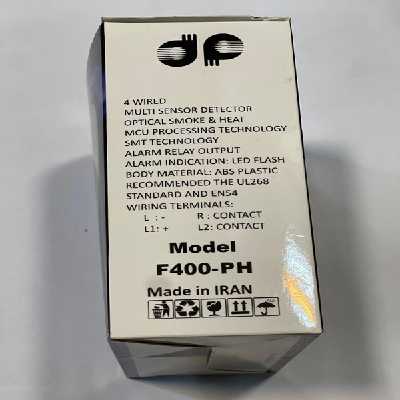 4 WIRED
MULTI SENSOR DETECTOR
OPTICAL SMOKE & HEAT
MCU PROCESSING TECHNOLOGY
SMT TECHNOLOGY
ALARM RELAY OUTPUT
ALARM INDICATION: LED FLASH
BODY MATERIAL: ABS PLASTIC
RECOMMENDED THE UL268
STANDARD AND EN54
WIRING TERMINALS:
L : - R : CONTACT
L1: + L2: CONTACT
Model
F400-PH
Made in IRAN